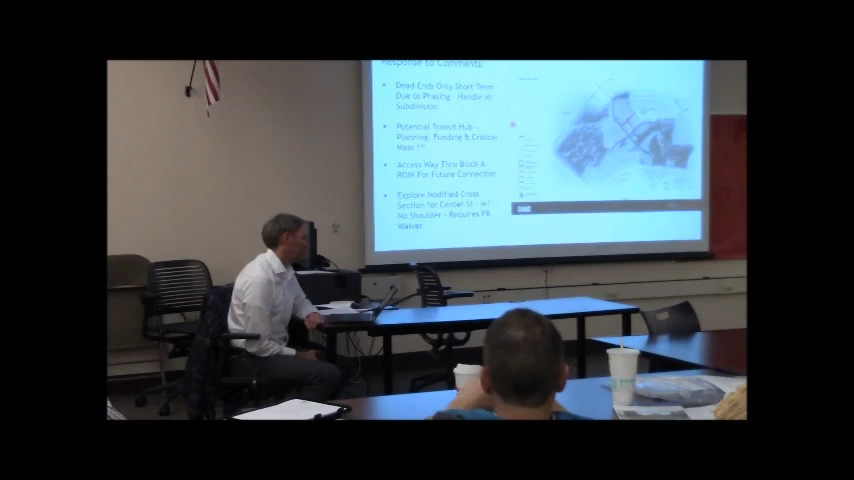 Response to Comments.
Dead Ends Only Short Term -
Due to Phasing - Handle at
Subdivision
Potential Transit Hub -
Planning, Funding & Critical
Mass
Access Way Thru Block A -
ROW For Future Connection
Explore Modified Cross
Section for Center St - w/
No Shoulder - Requires PB
Waiver